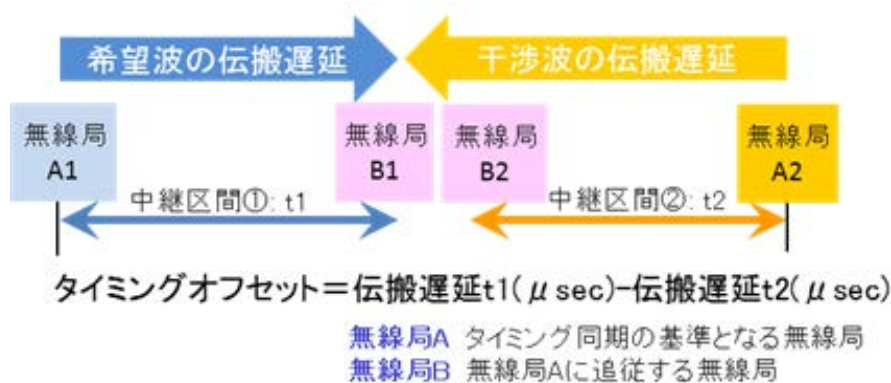 希望波の伝搬遅延
干渉波の伝搬遅延
無線局
A1
無線局
B1
無線局
B2
無線局
A2
中継区間①: t1
中継区間②: t2
タイミングオフセット＝伝搬遅延t1(μsec)-伝搬遅延t2(μsec)
無線局A タイミング同期の基準となる無線局
無線局B 無線局Aに追従する無線局